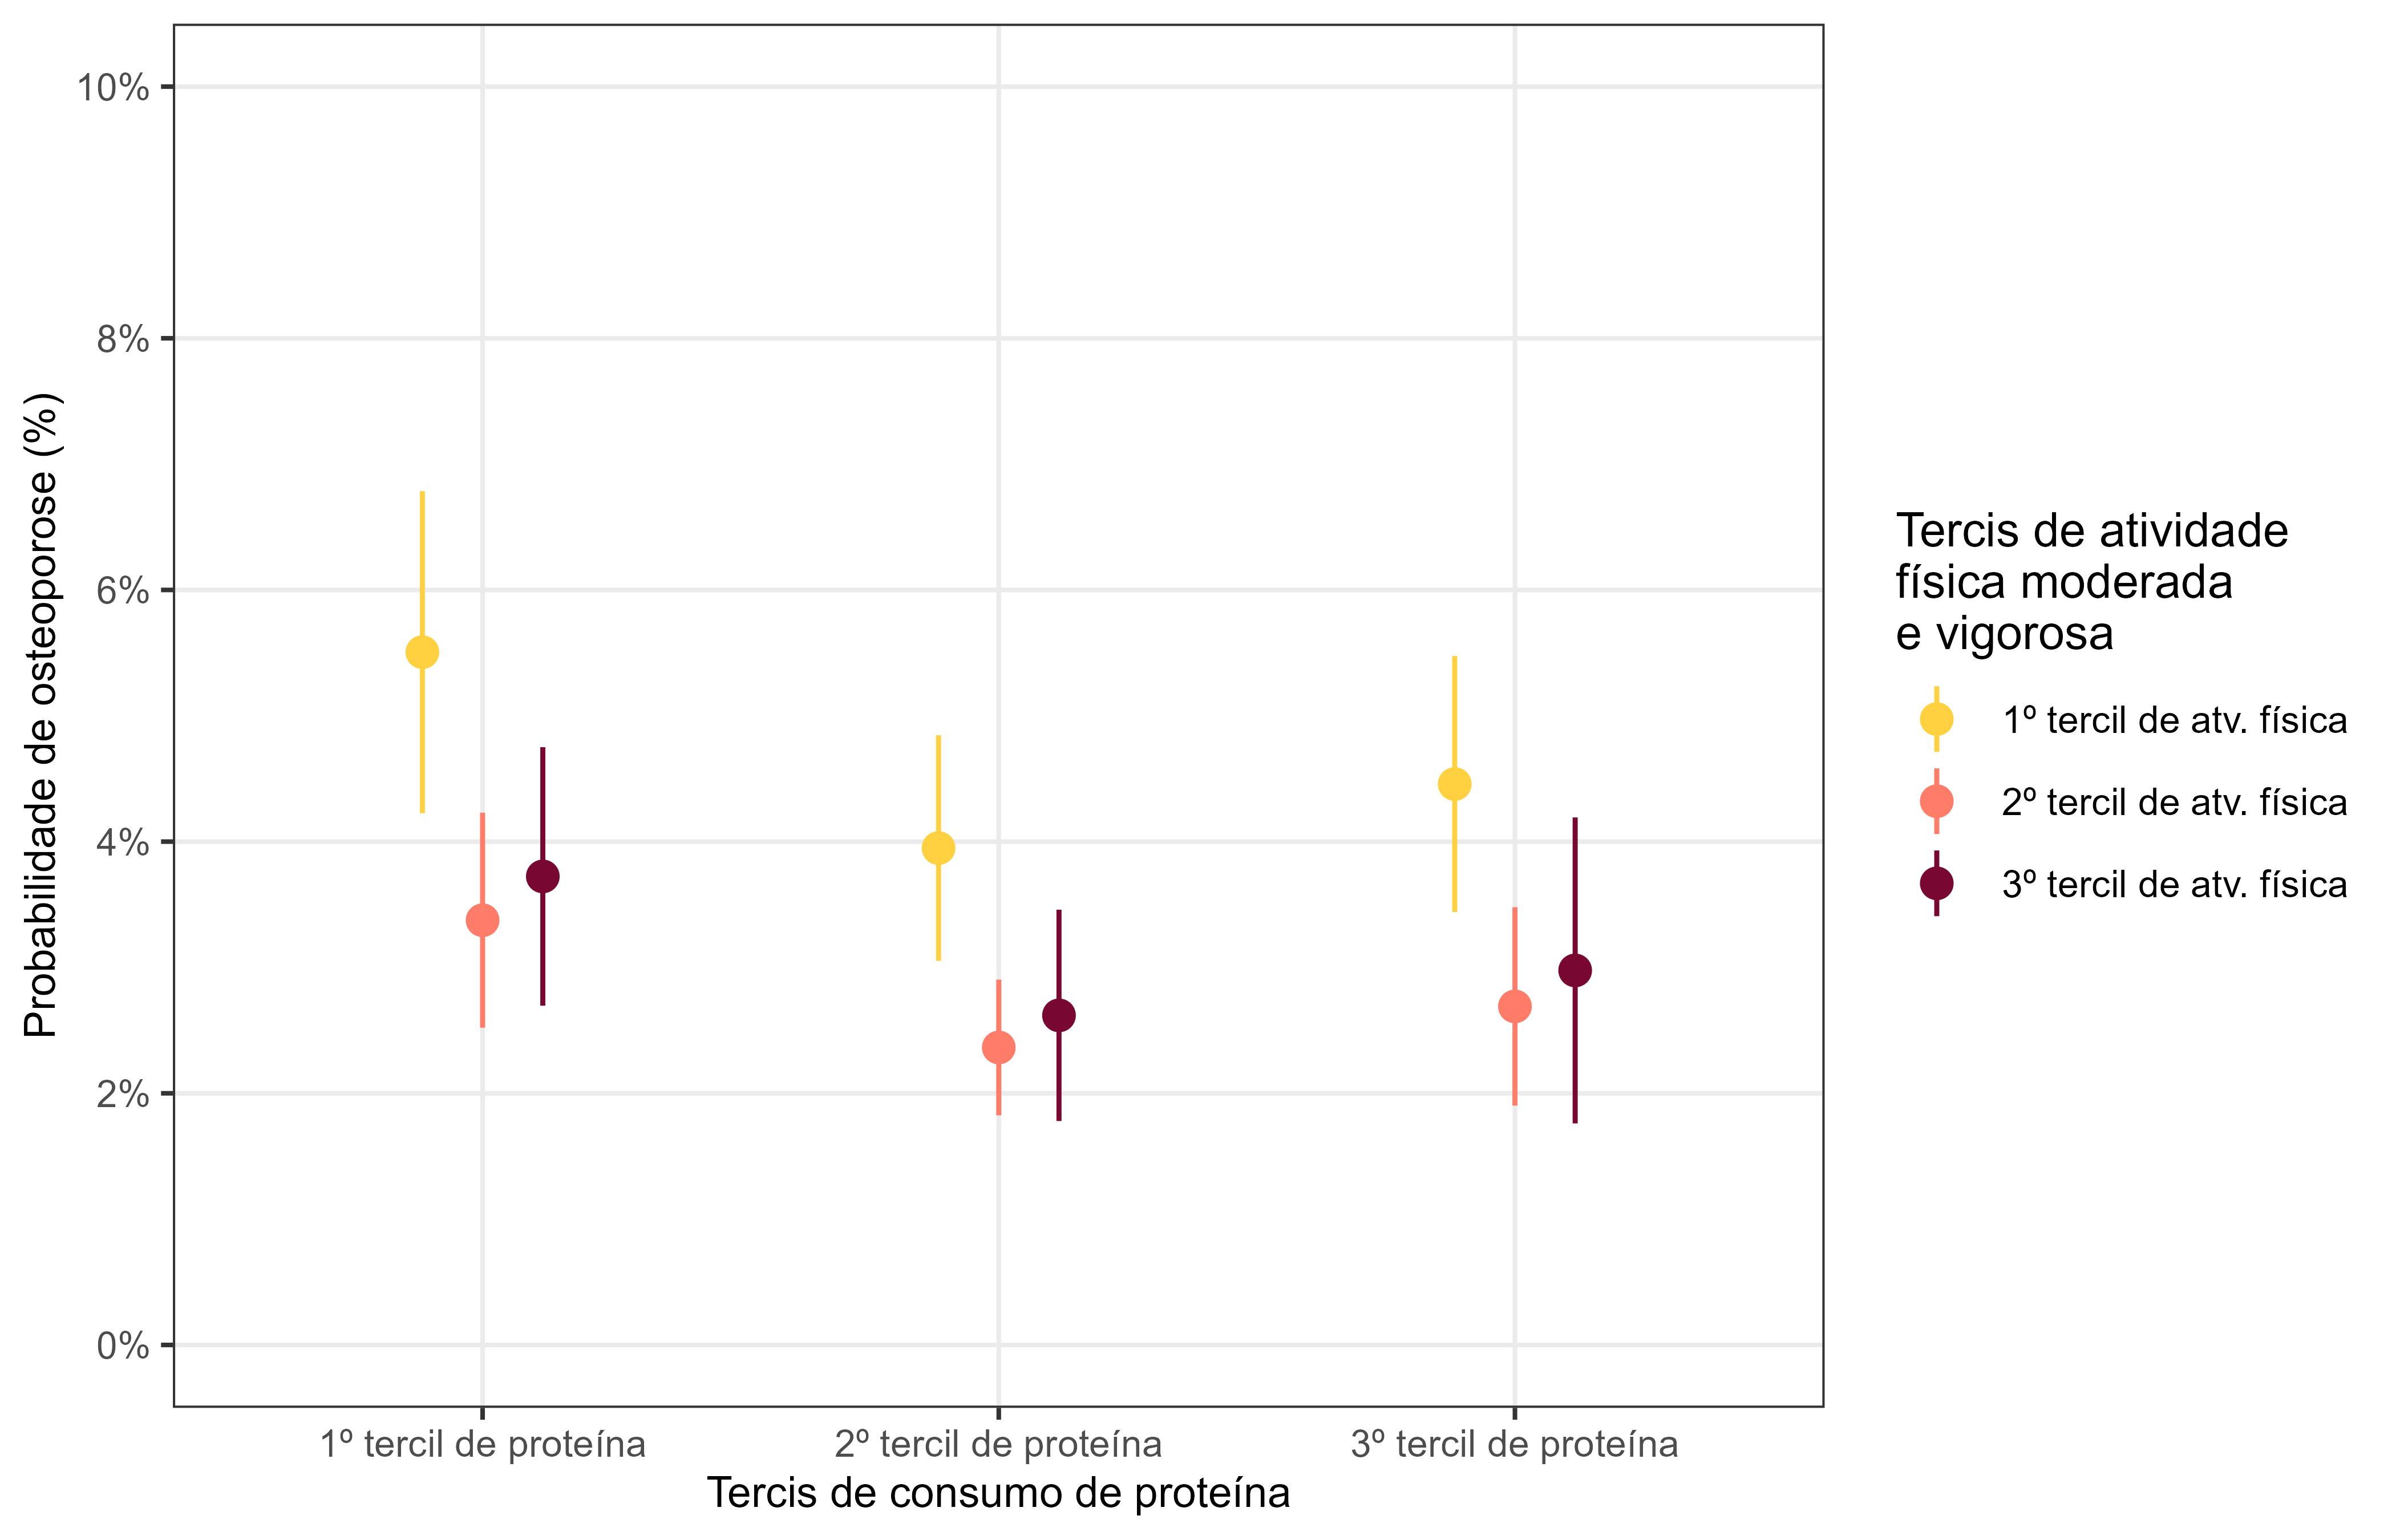 10%
8%
6%
4%
2%
0%
Probabilidade de osteoporose (%)
1º tercil de proteína
2º tercil de proteína
3º tercil de proteína
Tercis de consumo de proteína
Tercis de atividade
física moderada
e vigorosa
1º tercil de atv. física
2º tercil de atv. física
3º tercil de atv. física